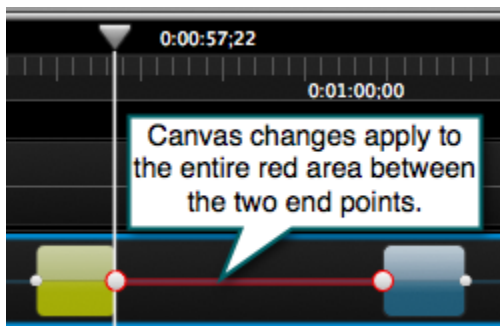 0:00:57;22
0:01:00;00
Canvas changes apply to
the entire red area between
the two end points.